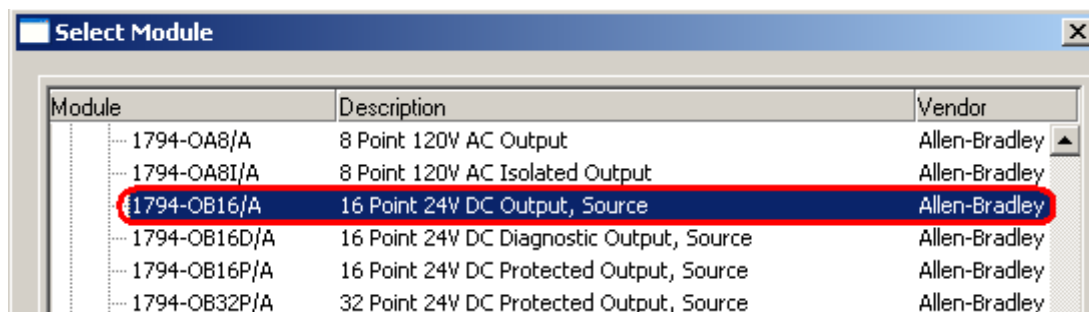 Select Module
Module Description Vendor
1794-OA8/A 8 Point 120V AC Output Allen-Bradley
1794-OA8I/A 8 Point 120V AC Isolated Output Allen-Bradley
1794-OB16/A 16 Point 24V DC Output, Source Allen-Bradley
1794-OB16D/A 16 Point 24V DC Diagnostic Output, Source Allen-Bradley
1794-OB16P/A 16 Point 24V DC Protected Output, Source Allen-Bradley
1794-OB32P/A 32 Point 24V DC Protected Output, Source Allen-Bradley